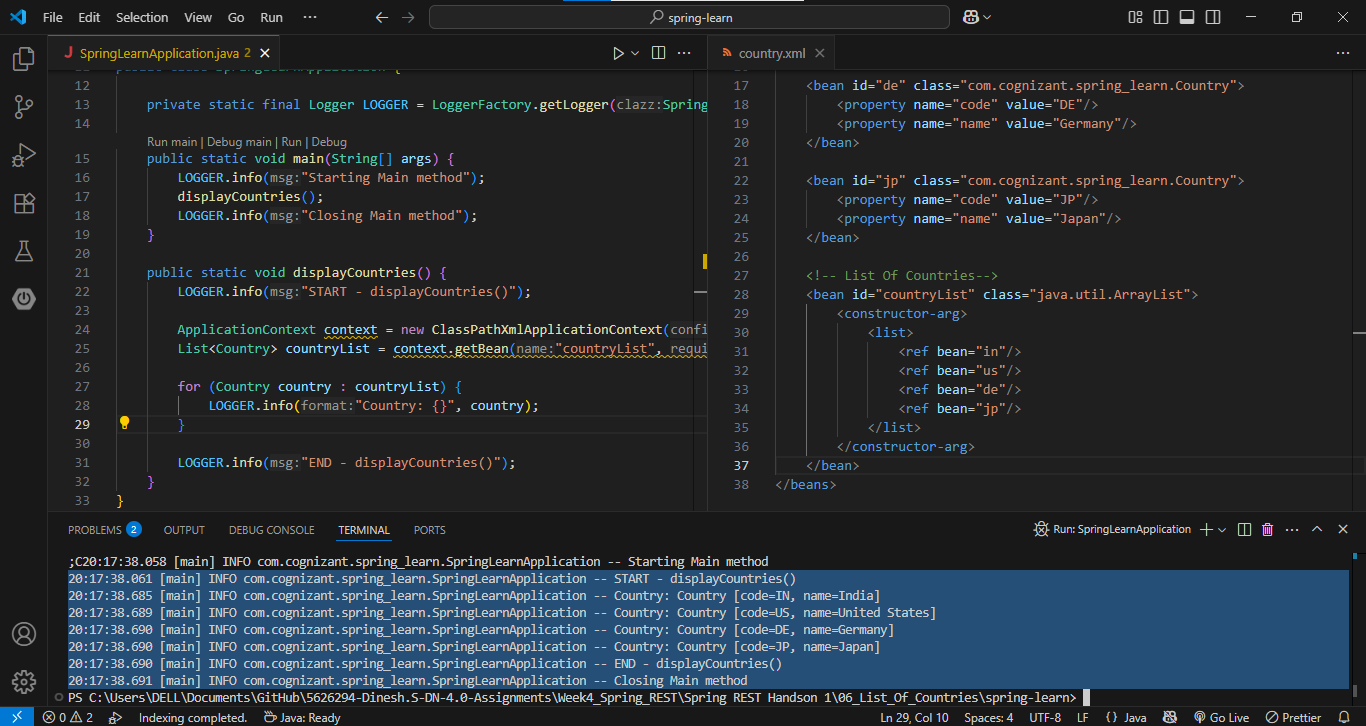 File Edit Selection View Go Run ··· spring-learn
SpringLearnApplication.java 2
country.xml
12
13 private static final Logger LOGGER = LoggerFactory.getLogger(clazz:Spring
14
Run main | Debug main | Run | Debug
15 public static void main(String[] args) {
16 LOGGER.info(msg:"Starting Main method");
17 displayCountries();
18 LOGGER.info(msg:"Closing Main method");
19 }
20
21 public static void displayCountries() {
22 LOGGER.info(msg:"START - displayCountries()");
23
24 ApplicationContext context = new ClassPathXmlApplicationContext(confi
25 List<Country> countryList = context.getBean(name:"countryList", requi
26
27 for (Country country : countryList) {
28 LOGGER.info(format:"Country: {}", country);
29 }
30
31 LOGGER.info(msg:"END - displayCountries()");
32 }
33 }
17 <bean id="de" class="com.cognizant.spring_learn.Country">
18 <property name="code" value="DE"/>
19 <property name="name" value="Germany"/>
20 </bean>
21
22 <bean id="jp" class="com.cognizant.spring_learn.Country">
23 <property name="code" value="JP"/>
24 <property name="name" value="Japan"/>
25 </bean>
26
27 <!-- List Of Countries-->
28 <bean id="countryList" class="java.util.ArrayList">
29 <constructor-arg>
30 <list>
31 <ref bean="in"/>
32 <ref bean="us"/>
33 <ref bean="de"/>
34 <ref bean="jp"/>
35 </list>
36 </constructor-arg>
37 </bean>
38 </beans>
PROBLEMS 2 OUTPUT DEBUG CONSOLE TERMINAL PORTS Run: SpringLearnApplication
;C20:17:38.058 [main] INFO com.cognizant.spring_learn.SpringLearnApplication -- Starting Main method
20:17:38.061 [main] INFO com.cognizant.spring_learn.SpringLearnApplication -- START - displayCountries()
20:17:38.685 [main] INFO com.cognizant.spring_learn.SpringLearnApplication -- Country: Country [code=IN, name=India]
20:17:38.689 [main] INFO com.cognizant.spring_learn.SpringLearnApplication -- Country: Country [code=US, name=United States]
20:17:38.690 [main] INFO com.cognizant.spring_learn.SpringLearnApplication -- Country: Country [code=DE, name=Germany]
20:17:38.690 [main] INFO com.cognizant.spring_learn.SpringLearnApplication -- Country: Country [code=JP, name=Japan]
20:17:38.690 [main] INFO com.cognizant.spring_learn.SpringLearnApplication -- END - displayCountries()
20:17:38.691 [main] INFO com.cognizant.spring_learn.SpringLearnApplication -- Closing Main method
PS C:\Users\DELL\Documents\GitHub\5626294-Dinesh.S-DN-4.0-Assignments\Week4_Spring_REST\Spring REST Handson 1\06_List_Of_Countries\spring-learn>
0 2 Indexing completed. Java: Ready Ln 29, Col 10 Spaces: 4 UTF-8 LF {} Java Go Live Prettier